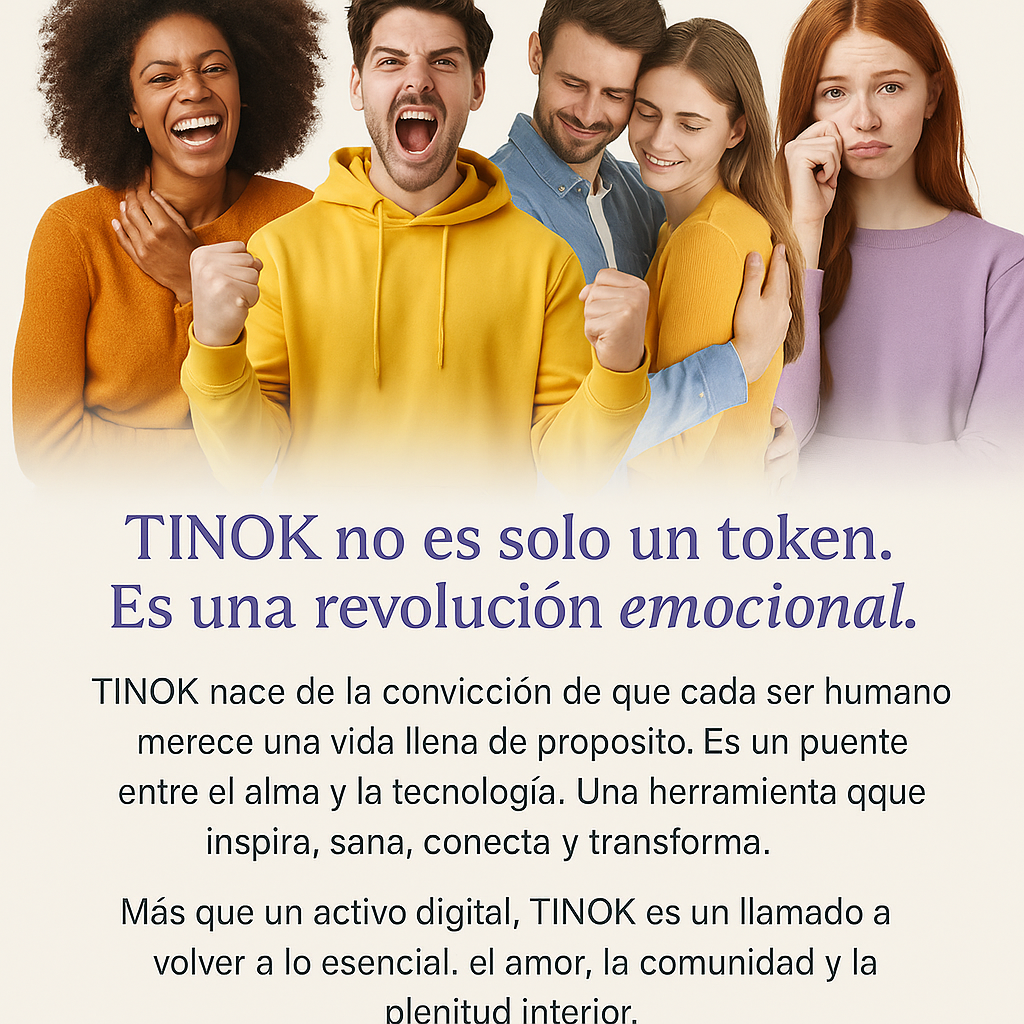 TINOK no es solo un token.
Es una revolución emocional.
TINOK nace de la convicción de que cada ser humano
merece una vida llena de proposito. Es un puente
entre el alma y la tecnología. Una herramienta qque
inspira, sana, conecta y transforma.
Más que un activo digital, TINOK es un llamado a
volver a lo esencial. el amor, la comunidad y la
plenitud interior.